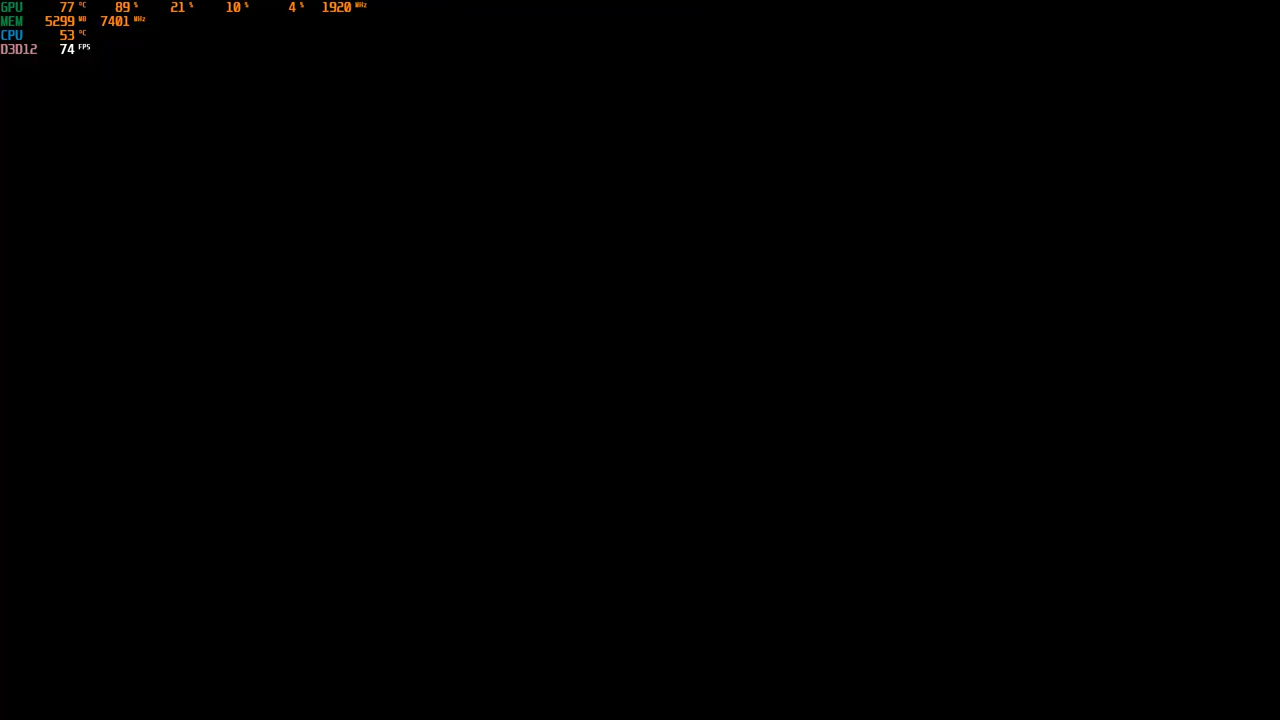 GPU 77 °C 89 % 21 % 10 % 4 % 1920 MHz
MEM 5299 MB 7401 MHz
CPU 53 °C
D3D12 74 FPS